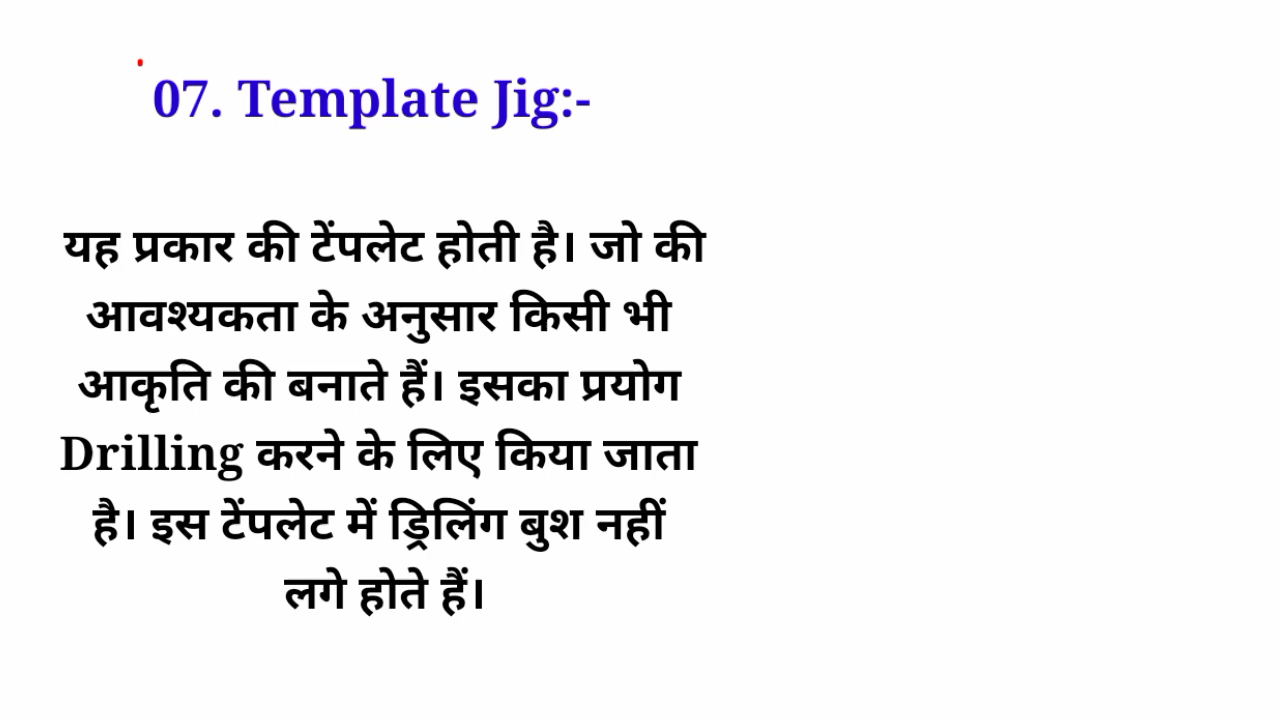 07. Template Jig:-
यह प्रकार की टेंपलेट होती है। जो की
आवश्यकता के अनुसार किसी भी
आकृति की बनाते हैं। इसका प्रयोग
Drilling करने के लिए किया जाता
है। इस टेंपलेट में ड्रिलिंग बुश नहीं
लगे होते हैं।